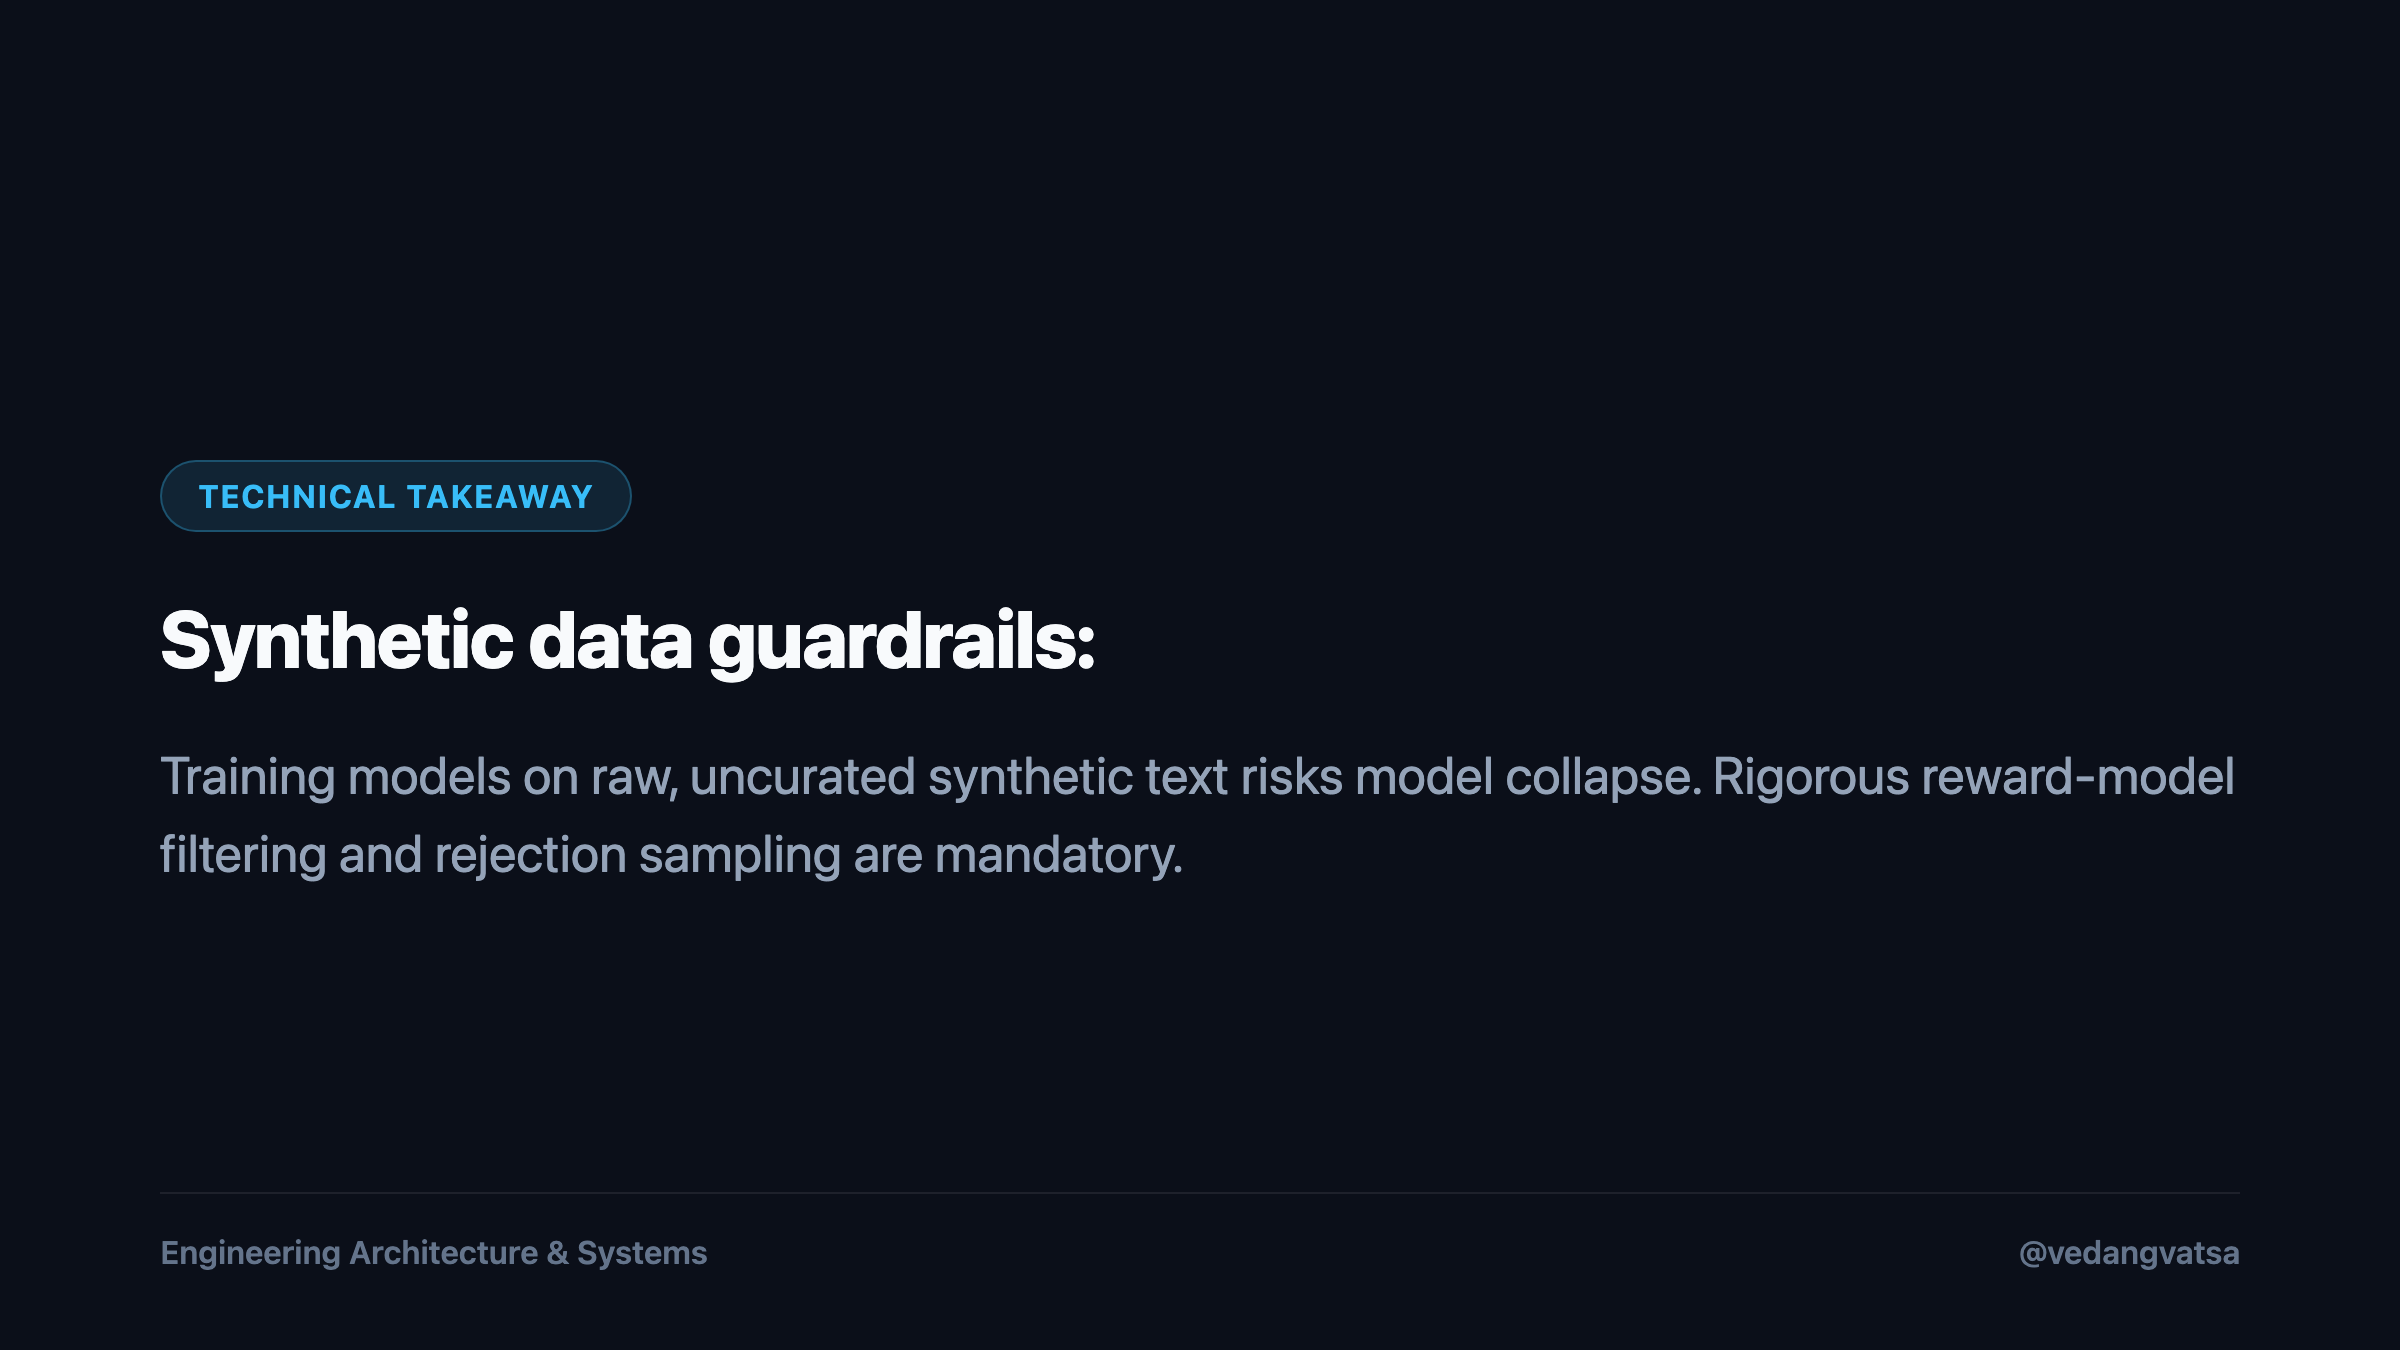 TECHNICAL TAKEAWAY
Synthetic data guardrails:
Training models on raw, uncurated synthetic text risks model collapse. Rigorous reward-model
filtering and rejection sampling are mandatory.
Engineering Architecture & Systems
@vedangvatsa